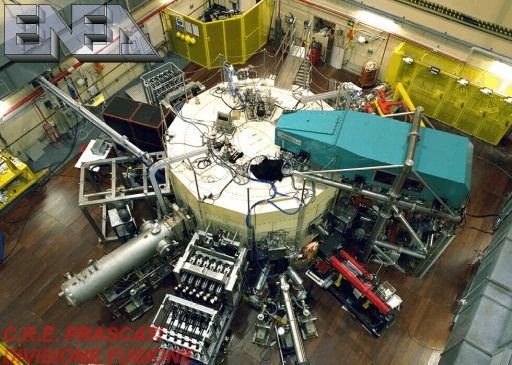 ENEA
C.R.E. FRASCATI
DIVISIONE FUSIONE